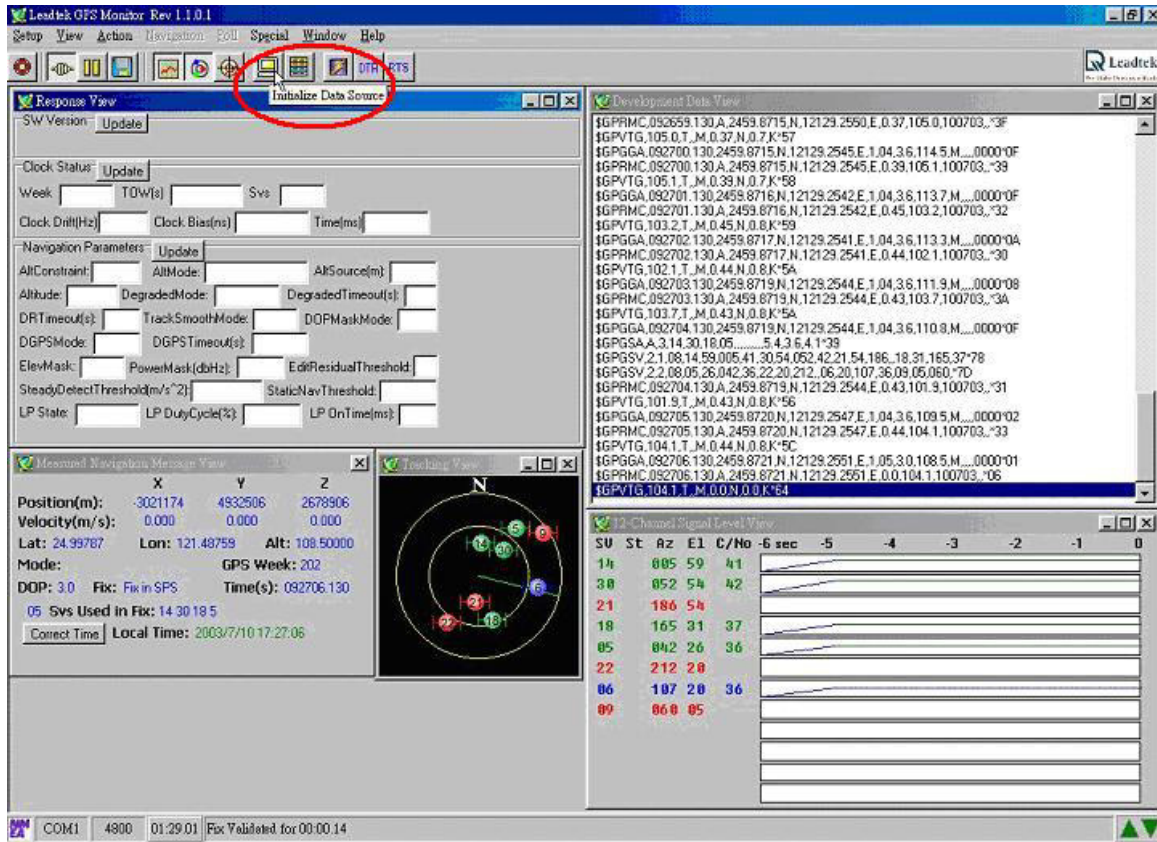 Leadtek GPS Monitor Rev 1.1.0.1
Setup View Action Navigation Poll Special Window Help
DTR RTS
Leadtek
Initialize Data Source
Response View
SW Version Update
Clock Status Update
Week TOW(s) Svs
Clock Drift(Hz) Clock Bias(ns) Time(ms)
Navigation Parameters Update
AltConstraint: AltMode: AltSource(m):
Altitude: DegradedMode: DegradedTimeout(s):
DRTimeout(s): TrackSmoothMode: DOPMaskMode:
DGPSMode: DGPSTimeout(s):
ElevMask: PowerMask(dbHz): EditResidualThreshold:
SteadyDetectThreshold(m/s^2): StaticNavThreshold:
LP State: LP DutyCycle(%): LP OnTime(ms):
Development Data View
$GPRMC,092659.130,A,2459.8715,N,12129.2550,E,0.37,105.0,100703,,*3F
$GPVTG,105.0,T,,M,0.37,N,0.7,K*57
$GPGGA,092700.130,2459.8715,N,12129.2545,E,1,04,3.6,114.5,M,,,,0000*0F
$GPRMC,092700.130,A,2459.8715,N,12129.2545,E,0.39,105.1,100703,,*39
$GPVTG,105.1,T,,M,0.39,N,0.7,K*58
$GPGGA,092701.130,2459.8716,N,12129.2542,E,1,04,3.6,113.7,M,,,,0000*0F
$GPRMC,092701.130,A,2459.8716,N,12129.2542,E,0.45,103.2,100703,,*32
$GPVTG,103.2,T,,M,0.45,N,0.8,K*59
$GPGGA,092702.130,2459.8717,N,12129.2541,E,1,04,3.6,113.3,M,,,,0000*0A
$GPRMC,092702.130,A,2459.8717,N,12129.2541,E,0.44,102.1,100703,,*30
$GPVTG,102.1,T,,M,0.44,N,0.8,K*5A
$GPGGA,092703.130,2459.8719,N,12129.2544,E,1,04,3.6,111.9,M,,,,0000*08
$GPRMC,092703.130,A,2459.8719,N,12129.2544,E,0.43,103.7,100703,,*3A
$GPVTG,103.7,T,,M,0.43,N,0.8,K*5A
$GPGGA,092704.130,2459.8719,N,12129.2544,E,1,04,3.6,110.8,M,,,,0000*0F
$GPGSA,A,3,14,30,18,05,,,,,,,,,5.4,3.6,4.1*39
$GPGSV,2,1,08,14,59,005,41,30,54,052,42,21,54,186,,18,31,165,37*78
$GPGSV,2,2,08,05,26,042,36,22,20,212,,06,20,107,36,09,05,060,*7D
$GPRMC,092704.130,A,2459.8719,N,12129.2544,E,0.43,101.9,100703,,*31
$GPVTG,101.9,T,,M,0.43,N,0.8,K*56
$GPGGA,092705.130,2459.8720,N,12129.2547,E,1,04,3.6,109.5,M,,,,0000*02
$GPRMC,092705.130,A,2459.8720,N,12129.2547,E,0.44,104.1,100703,,*33
$GPVTG,104.1,T,,M,0.44,N,0.8,K*5C
$GPGGA,092706.130,2459.8721,N,12129.2551,E,1,05,3.0,108.5,M,,,,0000*01
$GPRMC,092706.130,A,2459.8721,N,12129.2551,E,0.0,104.1,100703,,*06
$GPVTG,104.1,T,,M,0.0,N,0.0,K*64
Measured Navigation Message View
X Y Z
Position(m): -3021174 4932506 2678906
Velocity(m/s): 0.000 0.000 0.000
Lat: 24.99787 Lon: 121.48759 Alt: 108.50000
Mode: GPS Week: 202
DOP: 3.0 Fix: Fix in SPS Time(s): 092706.130
05 Svs Used in Fix: 14 30 18 5
Correct Time Local Time: 2003/7/10 17:27:06
Tracking View
N
5 9
14 30
6
21
22 18
12-Channel Signal Level View
SV St Az El C/No -6 sec -5 -4 -3 -2 -1 0
14 005 59 41
30 052 54 42
21 186 54
18 165 31 37
05 042 26 36
22 212 20
06 107 20 36
09 060 05
COM1 4800 01:29.01 Fix Validated for 00:00.14